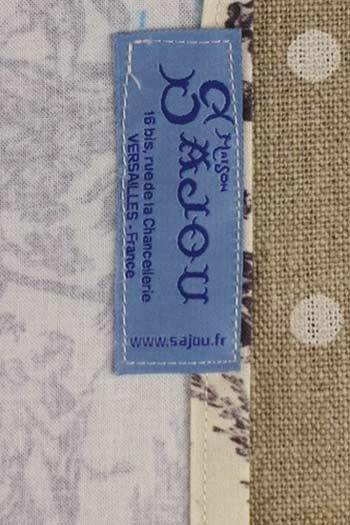 MAISON
SAJOU
16 bis, rue de la Chancellerie
VERSAILLES - France
www.sajou.fr